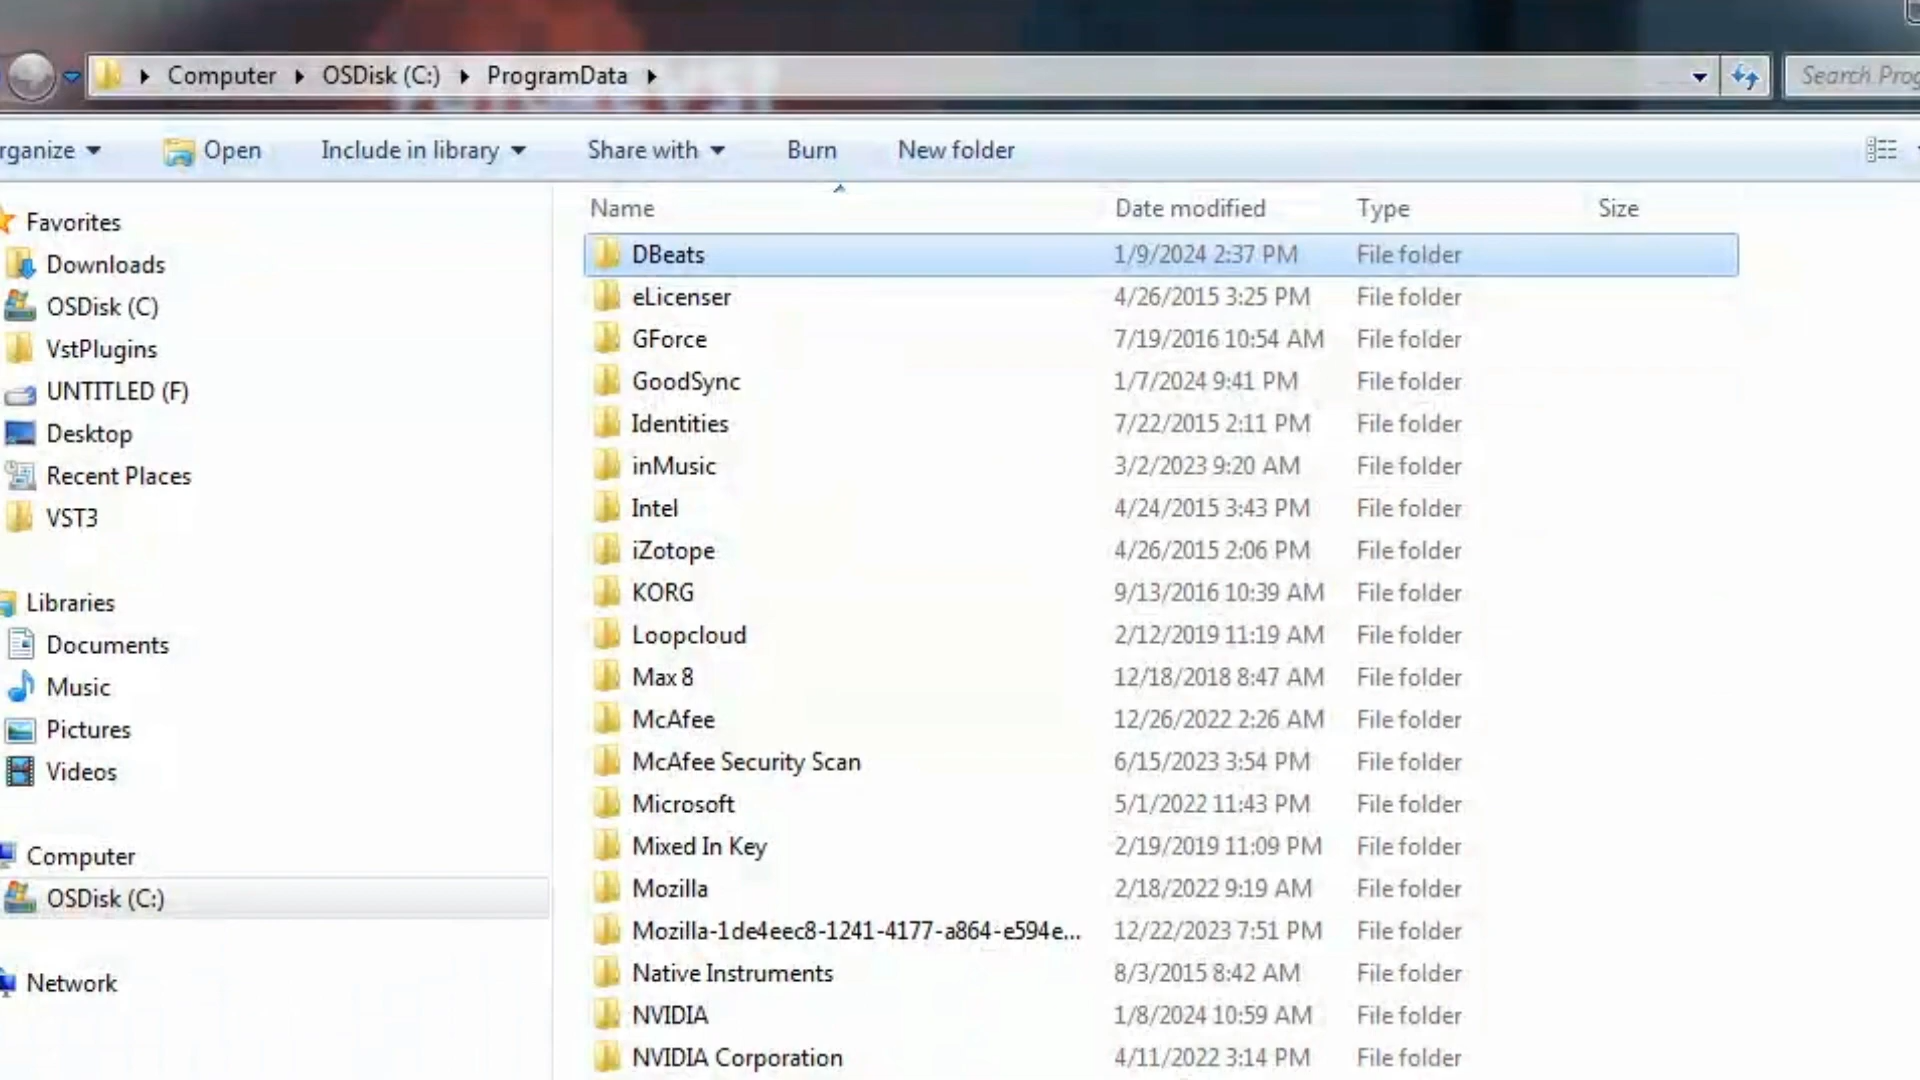 Computer OSDisk (C:) ProgramData
Search Prog
rganize Open Include in library Share with Burn New folder
Name Date modified Type Size
Favorites
Downloads
OSDisk (C)
VstPlugins
UNTITLED (F)
Desktop
Recent Places
VST3
Libraries
Documents
Music
Pictures
Videos
Computer
OSDisk (C:)
Network
DBeats 1/9/2024 2:37 PM File folder
eLicenser 4/26/2015 3:25 PM File folder
GForce 7/19/2016 10:54 AM File folder
GoodSync 1/7/2024 9:41 PM File folder
Identities 7/22/2015 2:11 PM File folder
inMusic 3/2/2023 9:20 AM File folder
Intel 4/24/2015 3:43 PM File folder
iZotope 4/26/2015 2:06 PM File folder
KORG 9/13/2016 10:39 AM File folder
Loopcloud 2/12/2019 11:19 AM File folder
Max 8 12/18/2018 8:47 AM File folder
McAfee 12/26/2022 2:26 AM File folder
McAfee Security Scan 6/15/2023 3:54 PM File folder
Microsoft 5/1/2022 11:43 PM File folder
Mixed In Key 2/19/2019 11:09 PM File folder
Mozilla 2/18/2022 9:19 AM File folder
Mozilla-1de4eec8-1241-4177-a864-e594e... 12/22/2023 7:51 PM File folder
Native Instruments 8/3/2015 8:42 AM File folder
NVIDIA 1/8/2024 10:59 AM File folder
NVIDIA Corporation 4/11/2022 3:14 PM File folder